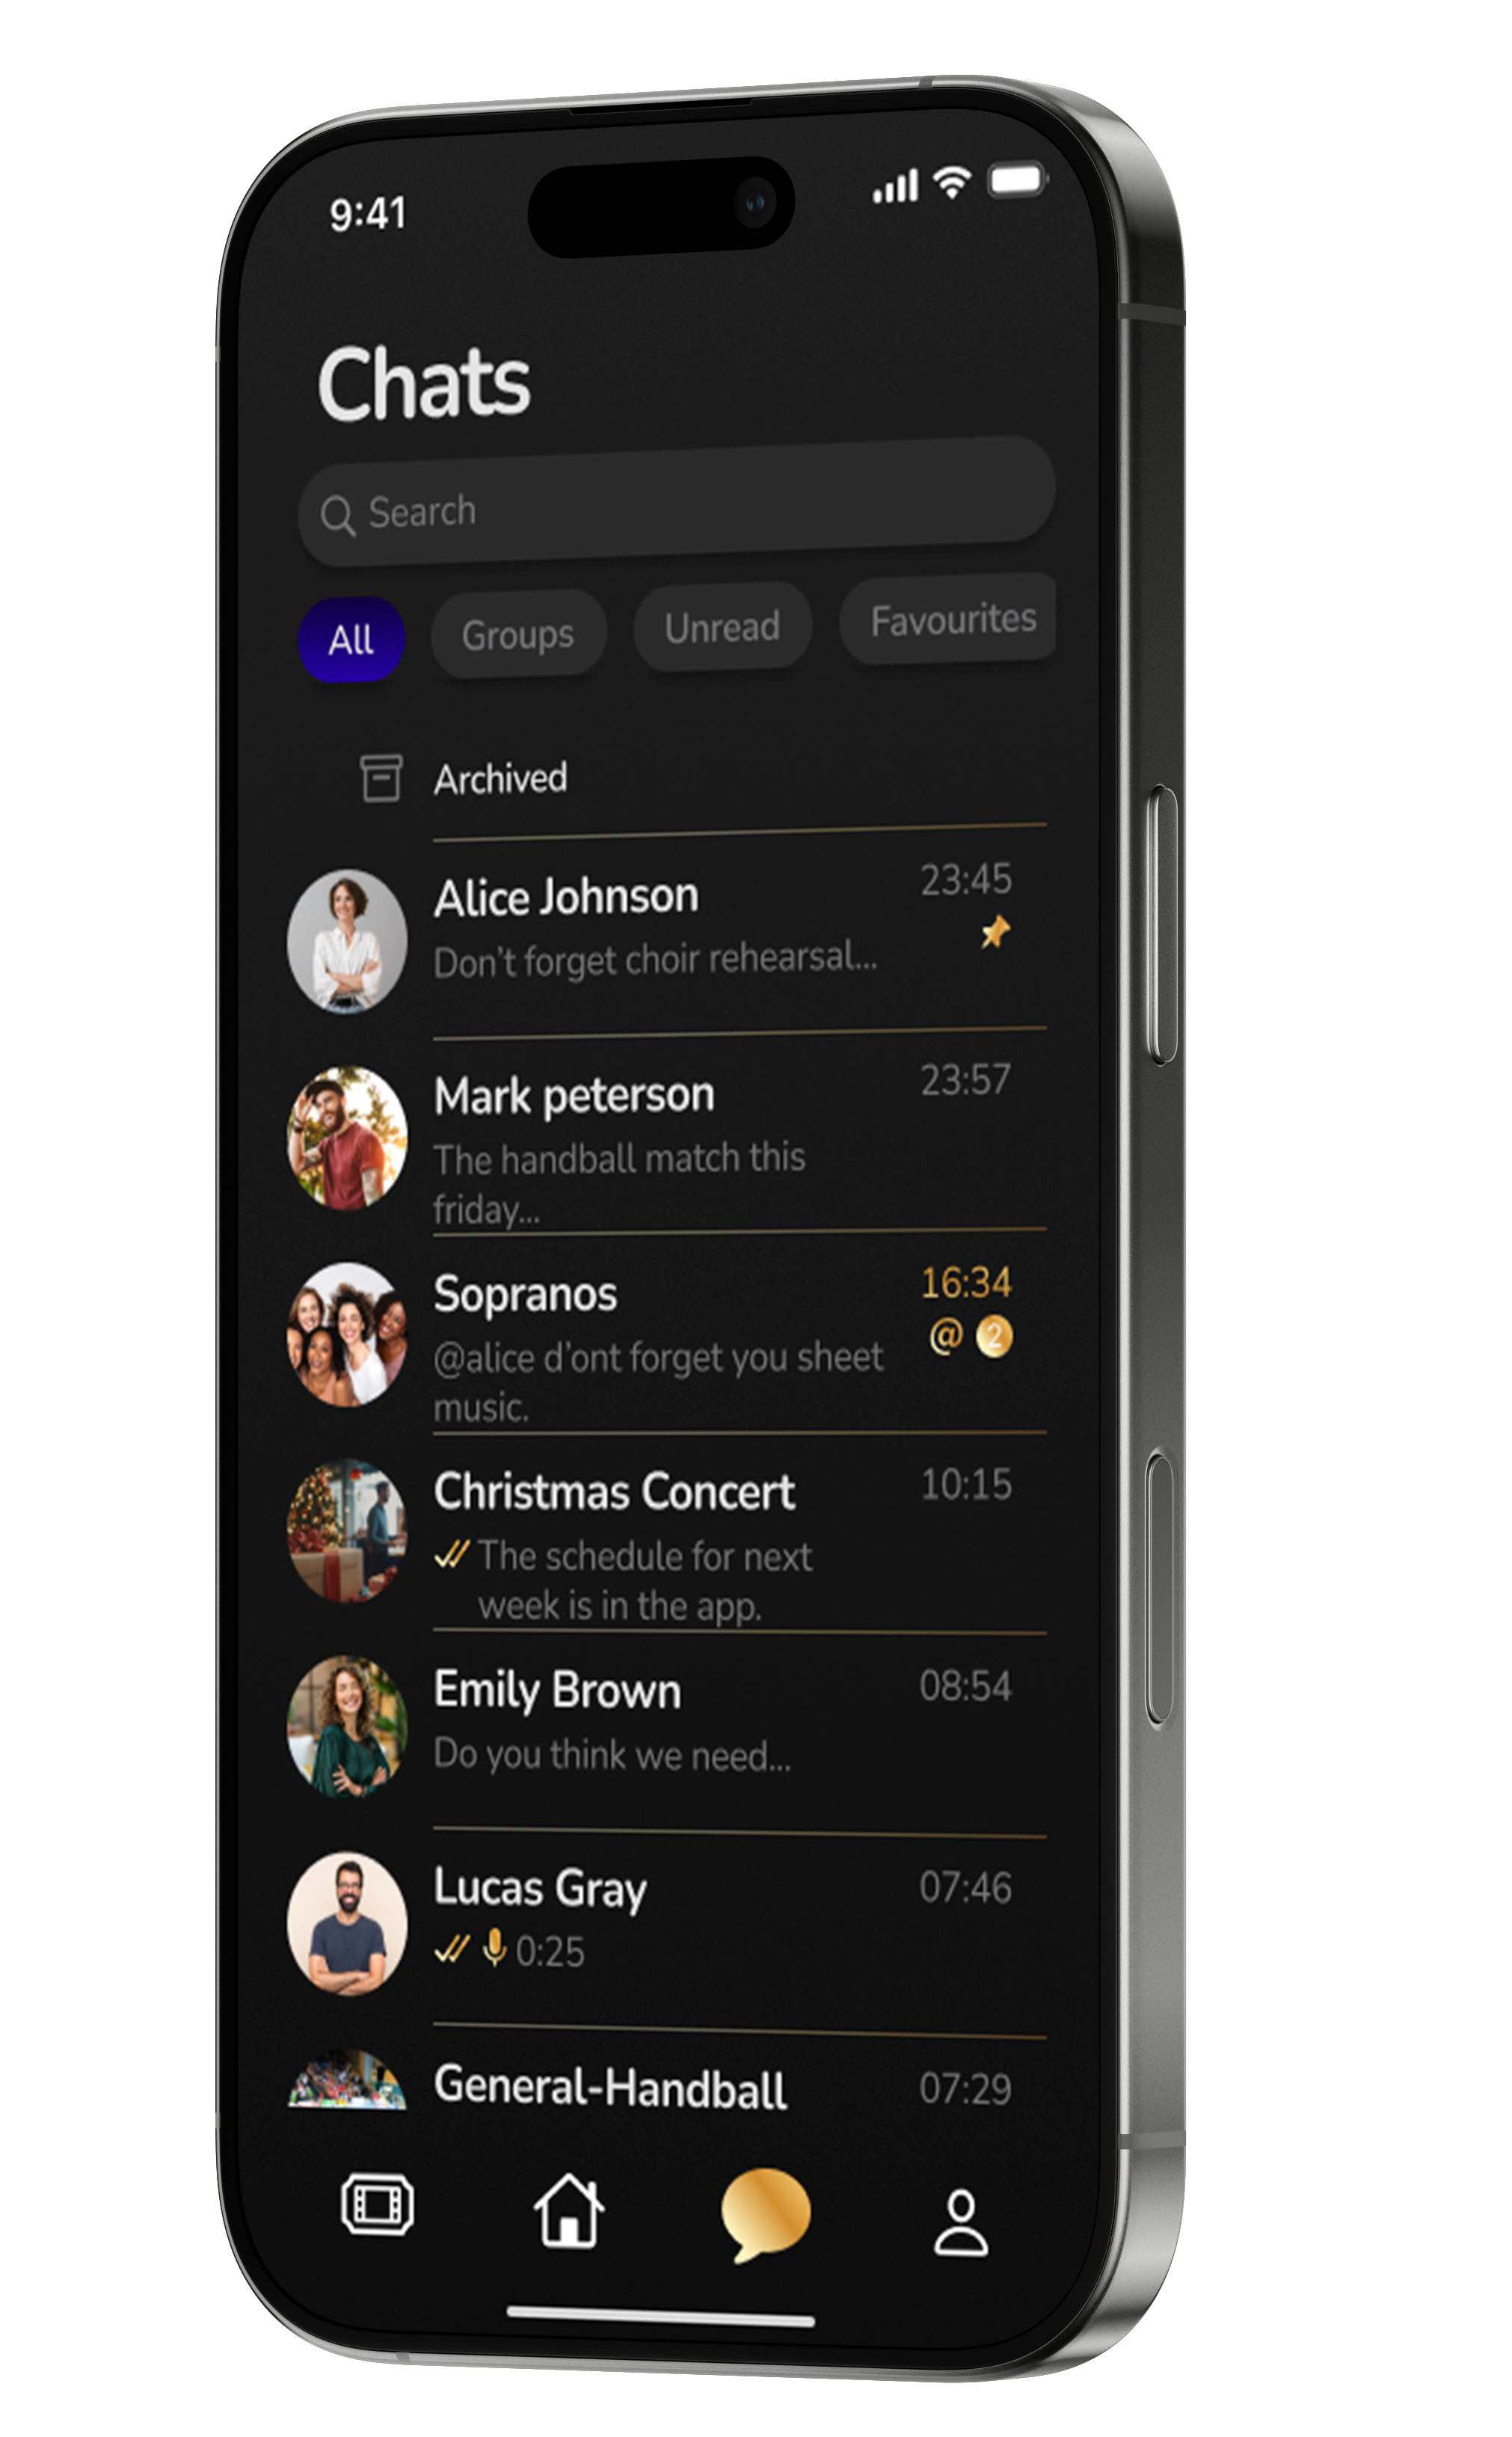 9:41
Chats
Search
All Groups Unread Favourites
Archived
Alice Johnson 23:45
Don't forget choir rehearsal...
Mark peterson 23:57
The handball match this
friday...
Sopranos 16:34
@alice d'ont forget you sheet @ 2
music.
Christmas Concert 10:15
The schedule for next
week is in the app.
Emily Brown 08:54
Do you think we need...
Lucas Gray 07:46
0:25
General-Handball 07:29